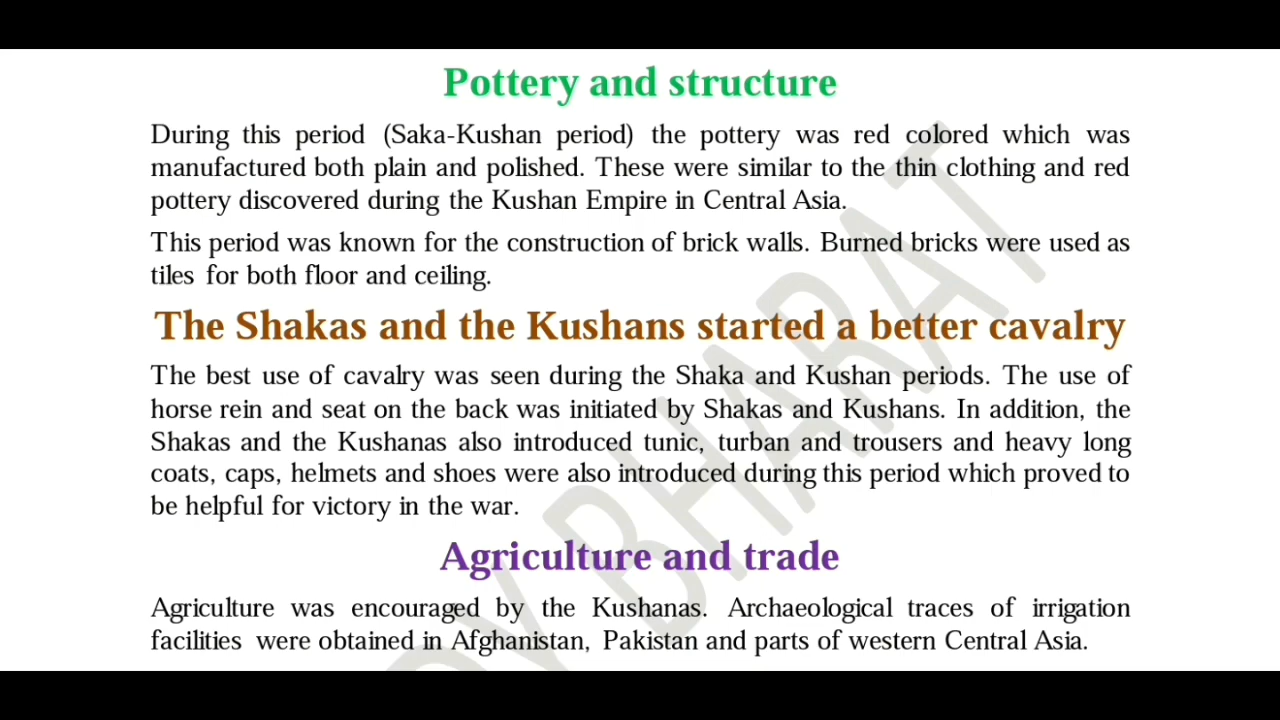 Pottery and structure
During this period (Saka-Kushan period) the pottery was red colored which was
manufactured both plain and polished. These were similar to the thin clothing and red
pottery discovered during the Kushan Empire in Central Asia.
This period was known for the construction of brick walls. Burned bricks were used as
tiles for both floor and ceiling.
The Shakas and the Kushans started a better cavalry
The best use of cavalry was seen during the Shaka and Kushan periods. The use of
horse rein and seat on the back was initiated by Shakas and Kushans. In addition, the
Shakas and the Kushanas also introduced tunic, turban and trousers and heavy long
coats, caps, helmets and shoes were also introduced during this period which proved to
be helpful for victory in the war.
Agriculture and trade
Agriculture was encouraged by the Kushanas. Archaeological traces of irrigation
facilities were obtained in Afghanistan, Pakistan and parts of western Central Asia.
BHARAT